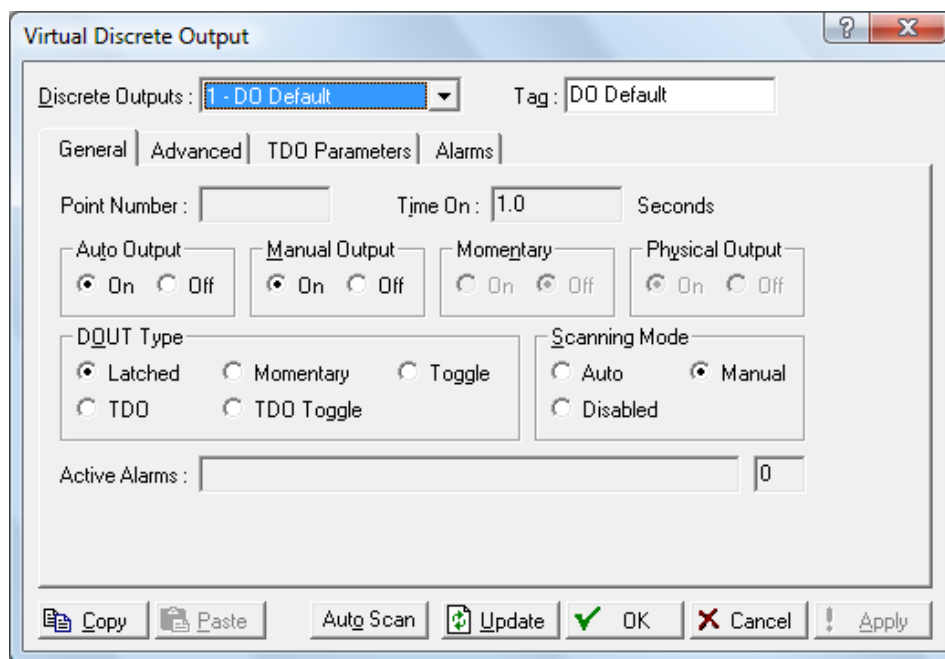 Virtual Discrete Output
Discrete Outputs : 1 - DO Default Tag : DO Default
General Advanced TDO Parameters Alarms
Point Number : Time On : 1.0 Seconds
Auto Output Manual Output Momentary Physical Output
On Off On Off On Off On Off
DOUT Type Scanning Mode
Latched Momentary Toggle Auto Manual
TDO TDO Toggle Disabled
Active Alarms : 0
Copy Paste Auto Scan Update OK Cancel ! Apply